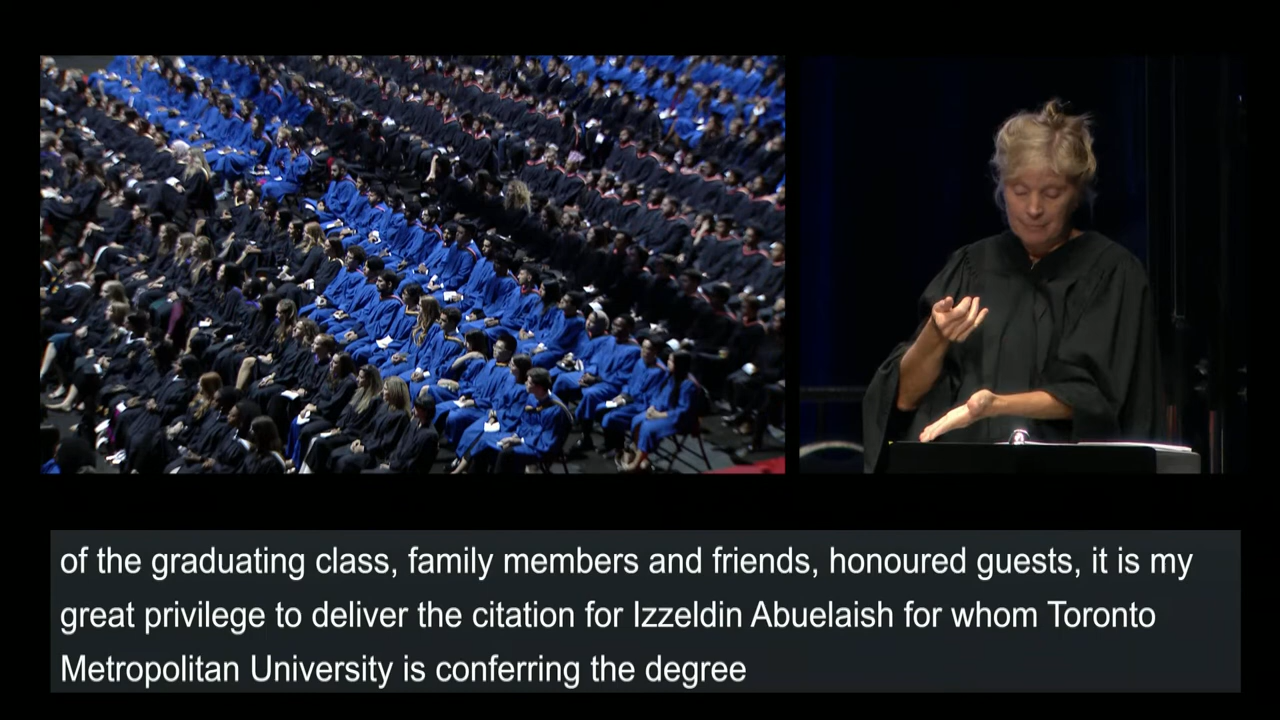 of the graduating class, family members and friends, honoured guests, it is my
great privilege to deliver the citation for Izzeldin Abuelaish for whom Toronto
Metropolitan University is conferring the degree